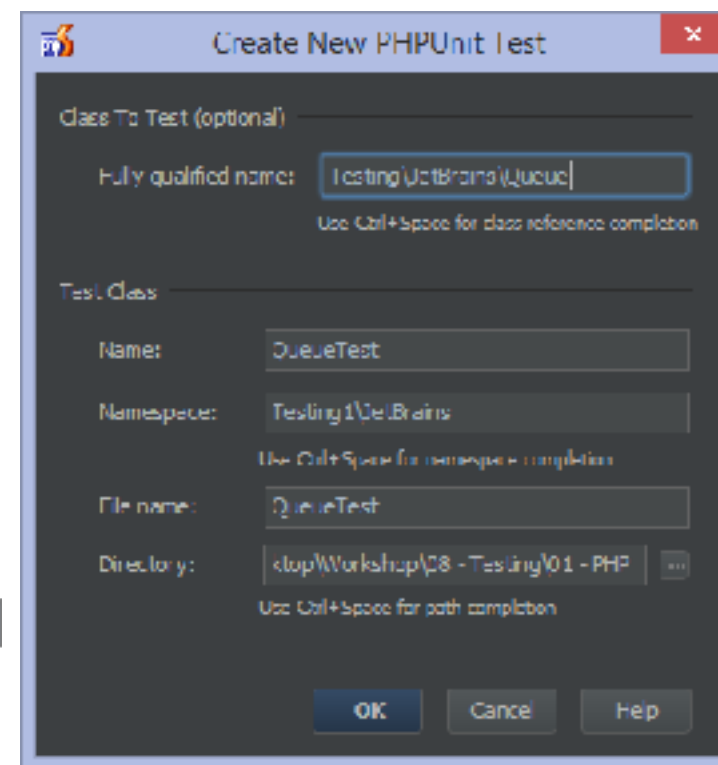 Create New PHPUnit Test
Class To Test (optional)
Fully qualified name: Testing\JetBrains\Queue
Use Ctrl+Space for class reference completion
Test Class
Name: QueueTest
Namespace: Testing1\JetBrains
Use Ctrl+Space for namespace completion
File name: QueueTest
Directory: ktop\Workshop\08 - Testing\01 - PHP ...
Use Ctrl+Space for path completion
OK Cancel Help